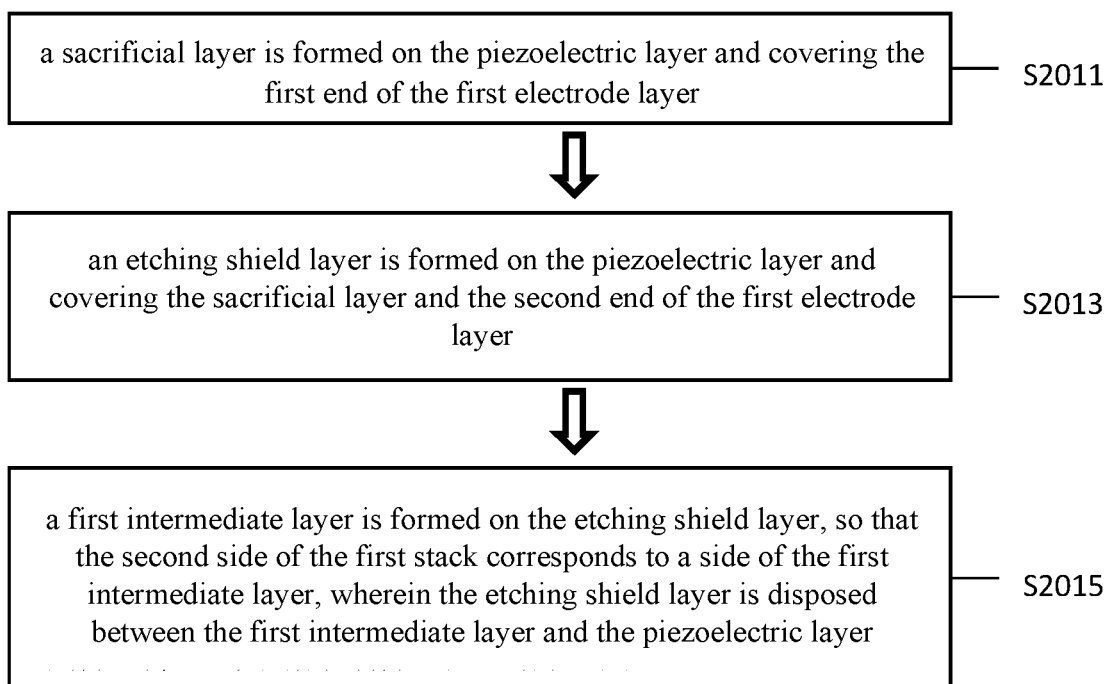 a sacrificial layer is formed on the piezoelectric layer and covering the
first end of the first electrode layer
S2011
an etching shield layer is formed on the piezoelectric layer and
covering the sacrificial layer and the second end of the first electrode
layer
S2013
a first intermediate layer is formed on the etching shield layer, so that
the second side of the first stack corresponds to a side of the first
intermediate layer, wherein the etching shield layer is disposed
between the first intermediate layer and the piezoelectric layer
S2015